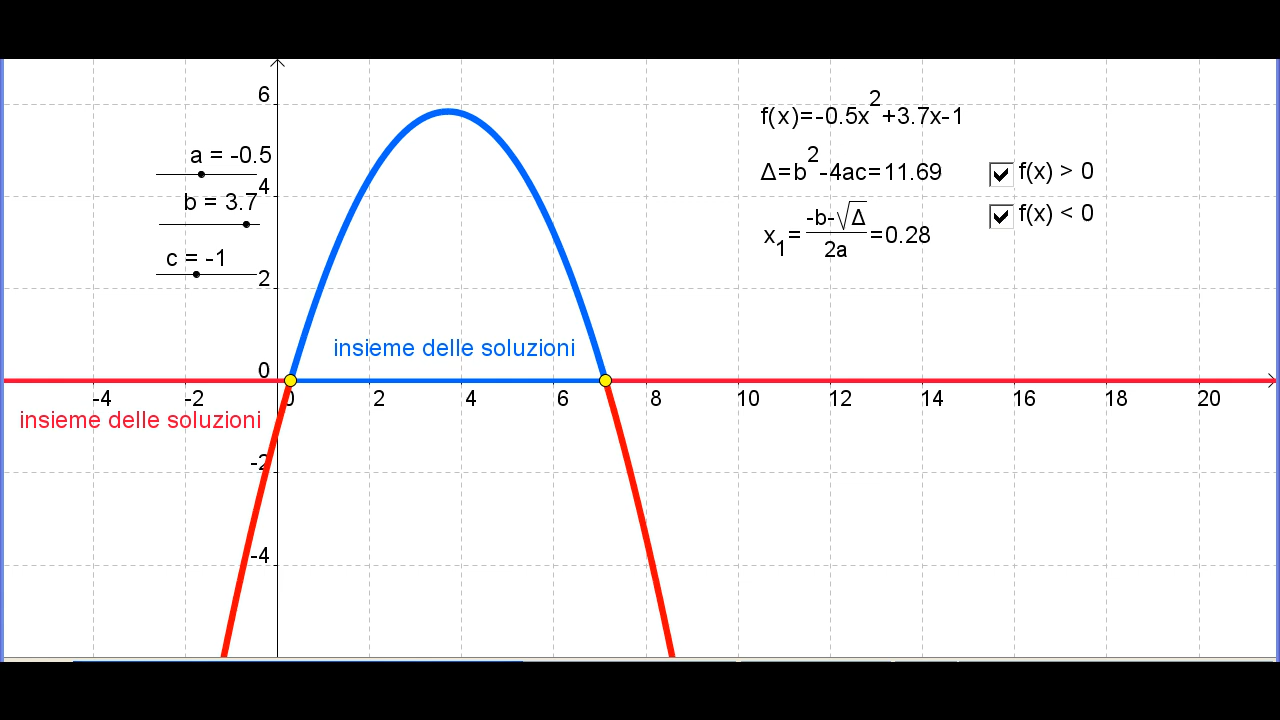 6
f(x)=-0.5x²+3.7x-1
a = -0.5
Δ=b²-4ac=11.69
f(x) > 0
4
b = 3.7
f(x) < 0
x₁=(-b-√Δ)/2a=0.28
c = -1
2
insieme delle soluzioni
0
-4 -2 0 2 4 6 8 10 12 14 16 18 20
insieme delle soluzioni
-2
-4